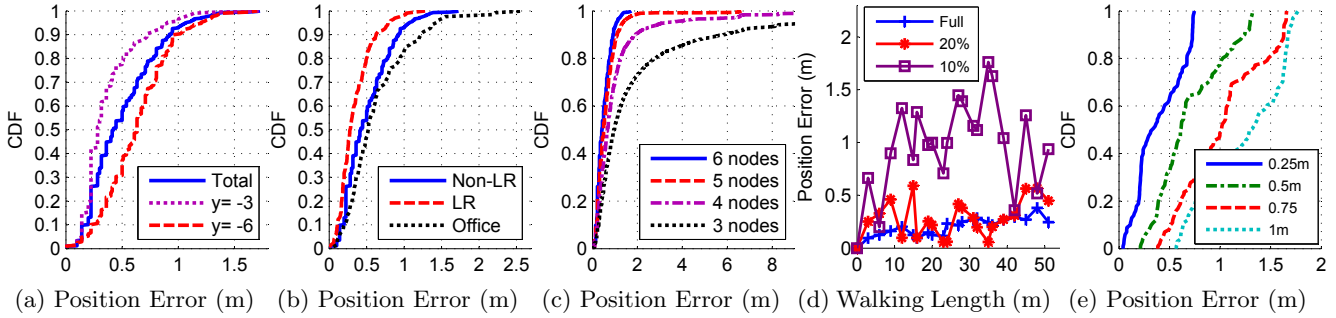 CDF
1
0.9
0.8
0.7
0.6
0.5
0.4
0.3
0.2
0.1
0
0 0.5 1 1.5
Total
y= -3
y= -6
(a) Position Error (m)
CDF
1
0.9
0.8
0.7
0.6
0.5
0.4
0.3
0.2
0.1
0
0 0.5 1 1.5 2 2.5
Non-LR
LR
Office
(b) Position Error (m)
CDF
1
0.8
0.6
0.4
0.2
0
0 2 4 6 8
6 nodes
5 nodes
4 nodes
3 nodes
(c) Position Error (m)
Position Error (m)
2
1.5
1
0.5
0
0 10 20 30 40 50
Full
20%
10%
(d) Walking Length (m)
CDF
1
0.8
0.6
0.4
0.2
0
0 0.5 1 1.5 2
0.25m
0.5m
0.75
1m
(e) Position Error (m)